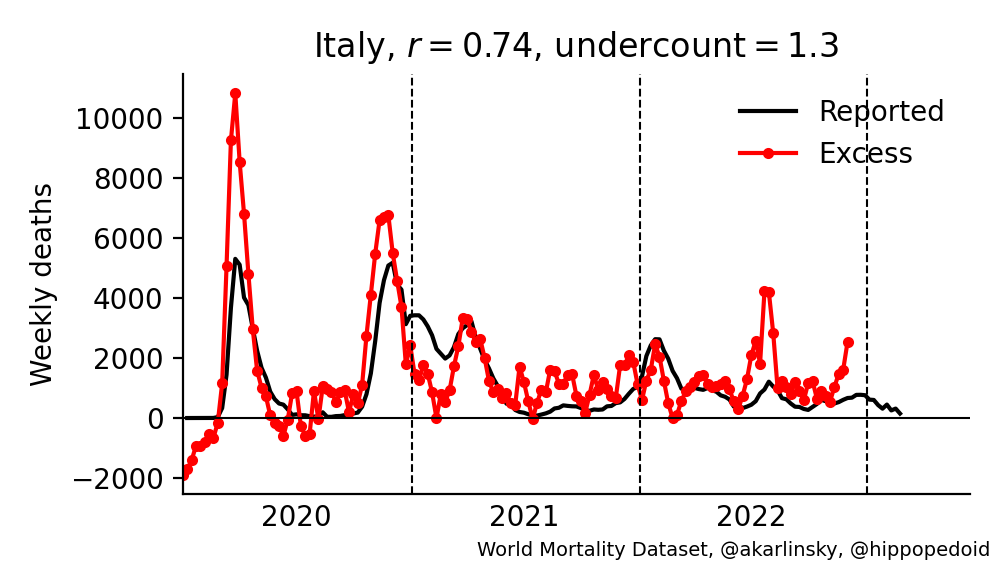 Italy, r = 0.74, undercount = 1.3
Reported
Excess
Weekly deaths
10000
8000
6000
4000
2000
0
−2000
2020 2021 2022
World Mortality Dataset, @akarlinsky, @hippopedoid